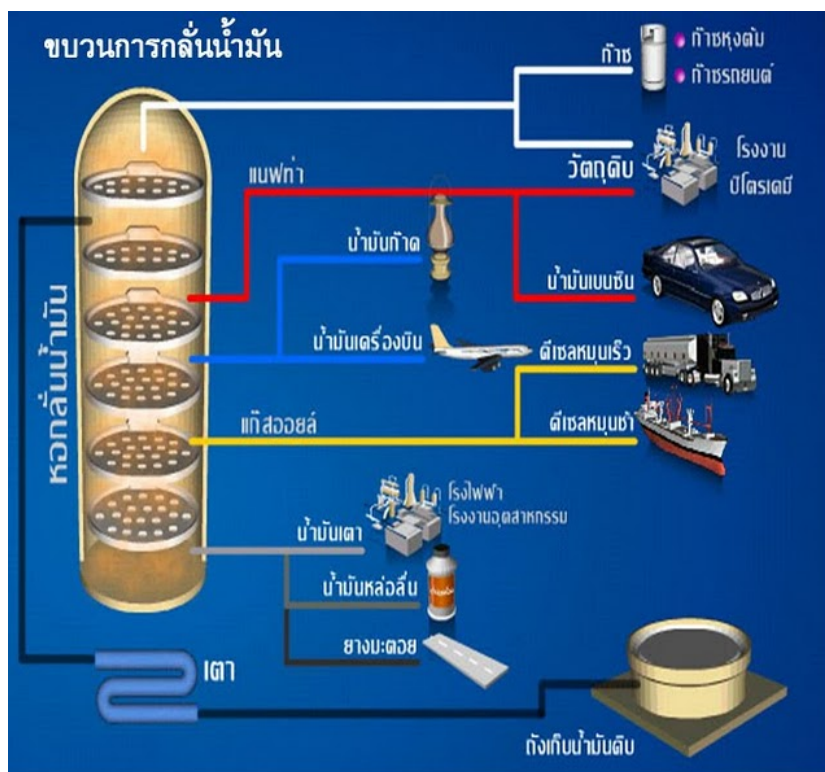 ขบวนการกลั่นน้ำมัน
ก๊าซ
ก๊าซหุงต้ม
ก๊าซรถยนต์
วัตถุดิบ
โรงงาน
ปิโตรเคมี
แนฟท่า
น้ำมันก๊าด
น้ำมันเบนซิน
น้ำมันเครื่องบิน
ดีเซลหมุนเร็ว
แก๊สออยล์
ดีเซลหมุนช้า
หอกลั่นน้ำมัน
โรงไฟฟ้า
โรงงานอุตสาหกรรม
น้ำมันเตา
น้ำมันหล่อลื่น
ยางมะตอย
เตา
ถังเก็บน้ำมันดิบ